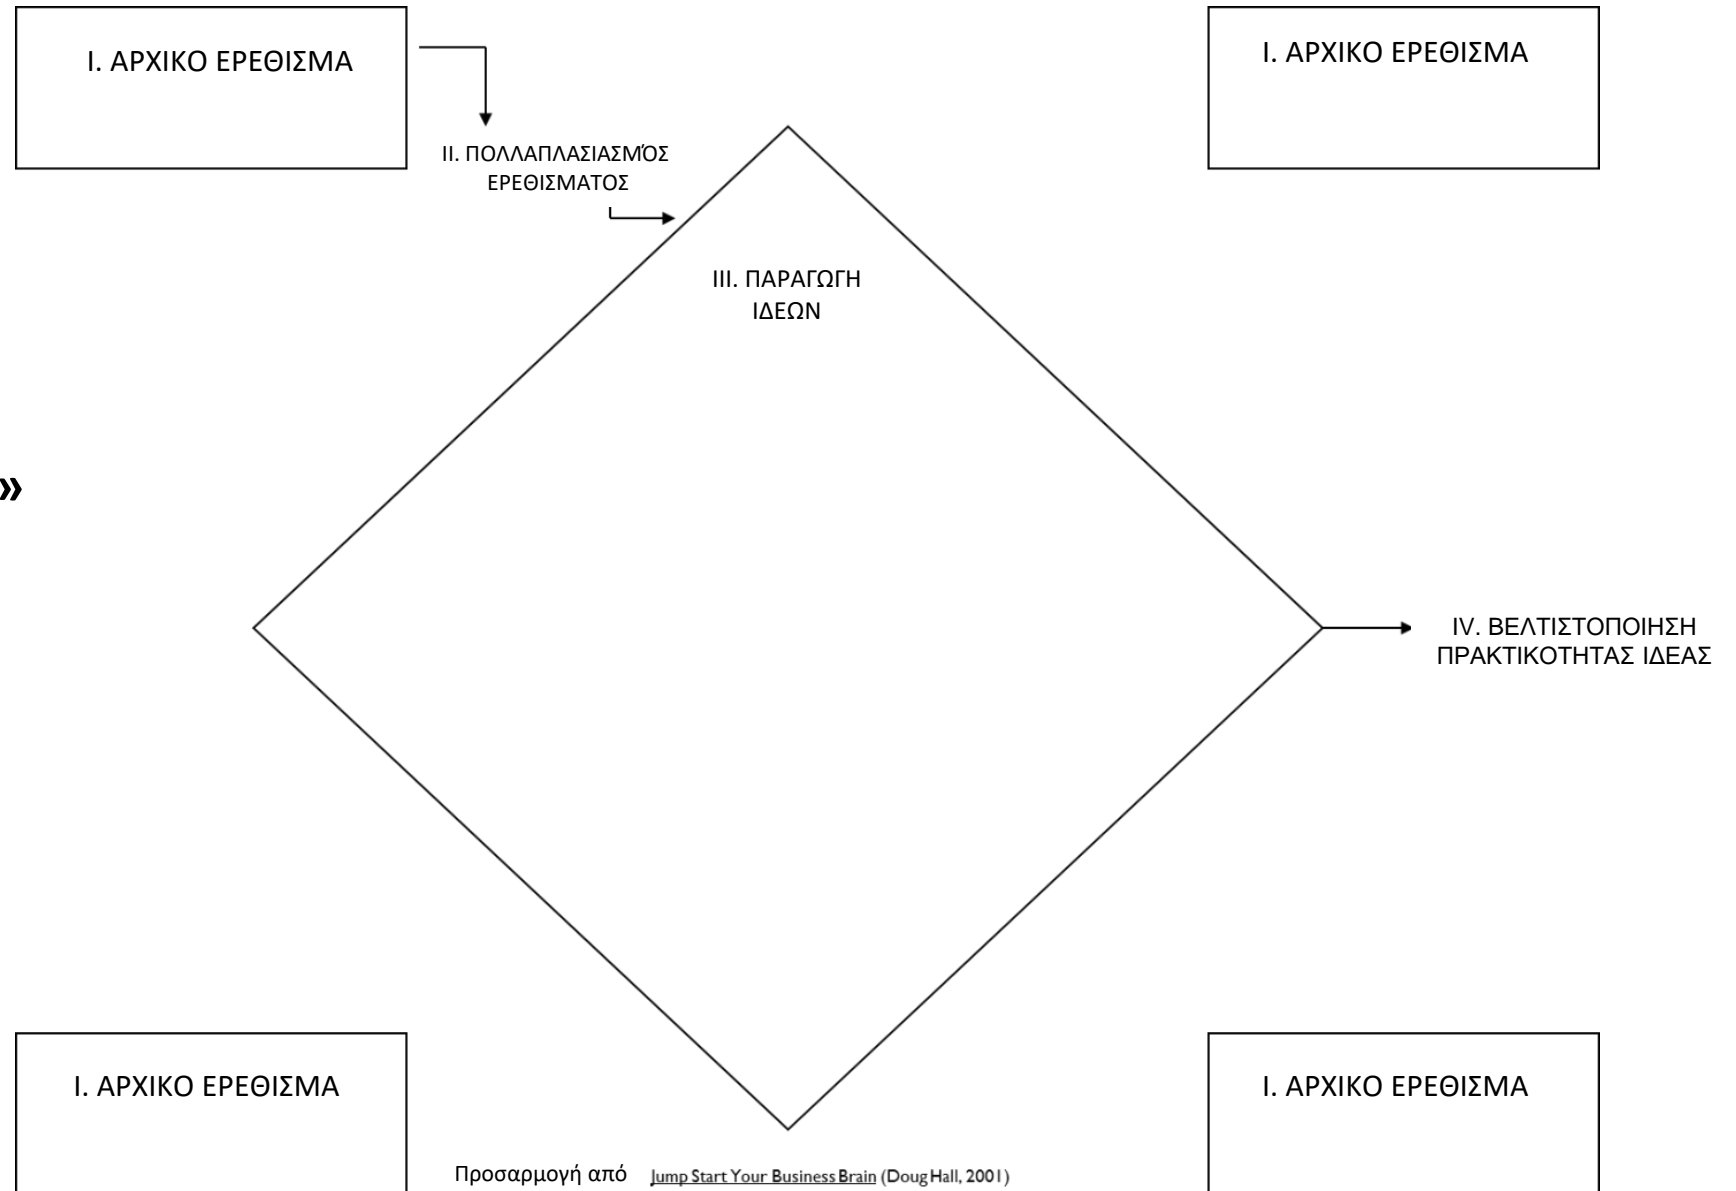 I. ΑΡΧΙΚΟ ΕΡΕΘΙΣΜΑ
I. ΑΡΧΙΚΟ ΕΡΕΘΙΣΜΑ
II. ΠΟΛΛΑΠΛΑΣΙΑΣΜΌΣ
ΕΡΕΘΙΣΜΑΤΟΣ
III. ΠΑΡΑΓΩΓΗ
ΙΔΕΩΝ
»
IV. ΒΕΛΤΙΣΤΟΠΟΙΗΣΗ
ΠΡΑΚΤΙΚΟΤΗΤΑΣ ΙΔΕΑΣ
I. ΑΡΧΙΚΟ ΕΡΕΘΙΣΜΑ
I. ΑΡΧΙΚΟ ΕΡΕΘΙΣΜΑ
Προσαρμογή από Jump Start Your Business Brain (Doug Hall, 2001)